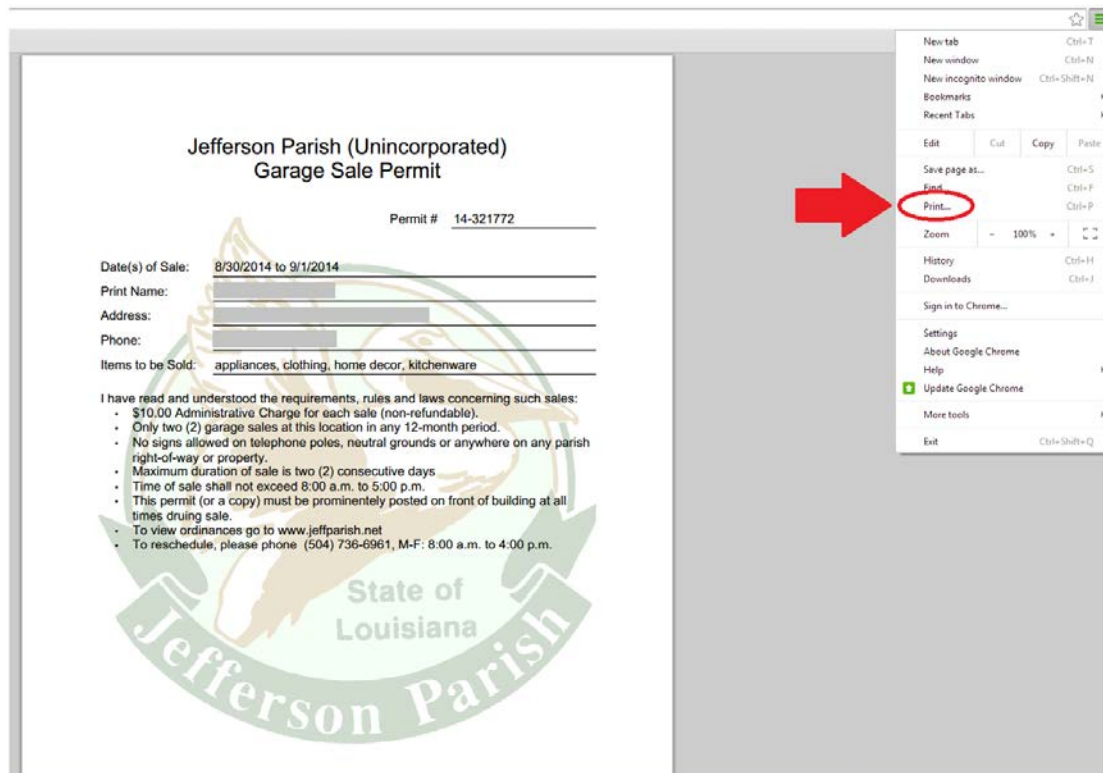 Jefferson Parish (Unincorporated)
Garage Sale Permit
Permit # 14-321772
Date(s) of Sale: 8/30/2014 to 9/1/2014
Print Name:
Address:
Phone:
Items to be Sold: appliances, clothing, home decor, kitchenware
I have read and understood the requirements, rules and laws concerning such sales:
• $10.00 Administrative Charge for each sale (non-refundable).
• Only two (2) garage sales at this location in any 12-month period.
• No signs allowed on telephone poles, neutral grounds or anywhere on any parish
right-of-way or property.
• Maximum duration of sale is two (2) consecutive days
• Time of sale shall not exceed 8:00 a.m. to 5:00 p.m.
• This permit (or a copy) must be prominentely posted on front of building at all
times druing sale.
• To view ordinances go to www.jeffparish.net
• To reschedule, please phone (504) 736-6961, M-F: 8:00 a.m. to 4:00 p.m.
State of
Louisiana
Jefferson Parish
New tab Ctrl+T
New window Ctrl+N
New incognito window Ctrl+Shift+N
Bookmarks
Recent Tabs
Edit Cut Copy Paste
Save page as... Ctrl+S
Find... Ctrl+F
Print... Ctrl+P
Zoom - 100% +
History Ctrl+H
Downloads Ctrl+J
Sign in to Chrome...
Settings
About Google Chrome
Help
Update Google Chrome
More tools
Exit Ctrl+Shift+Q